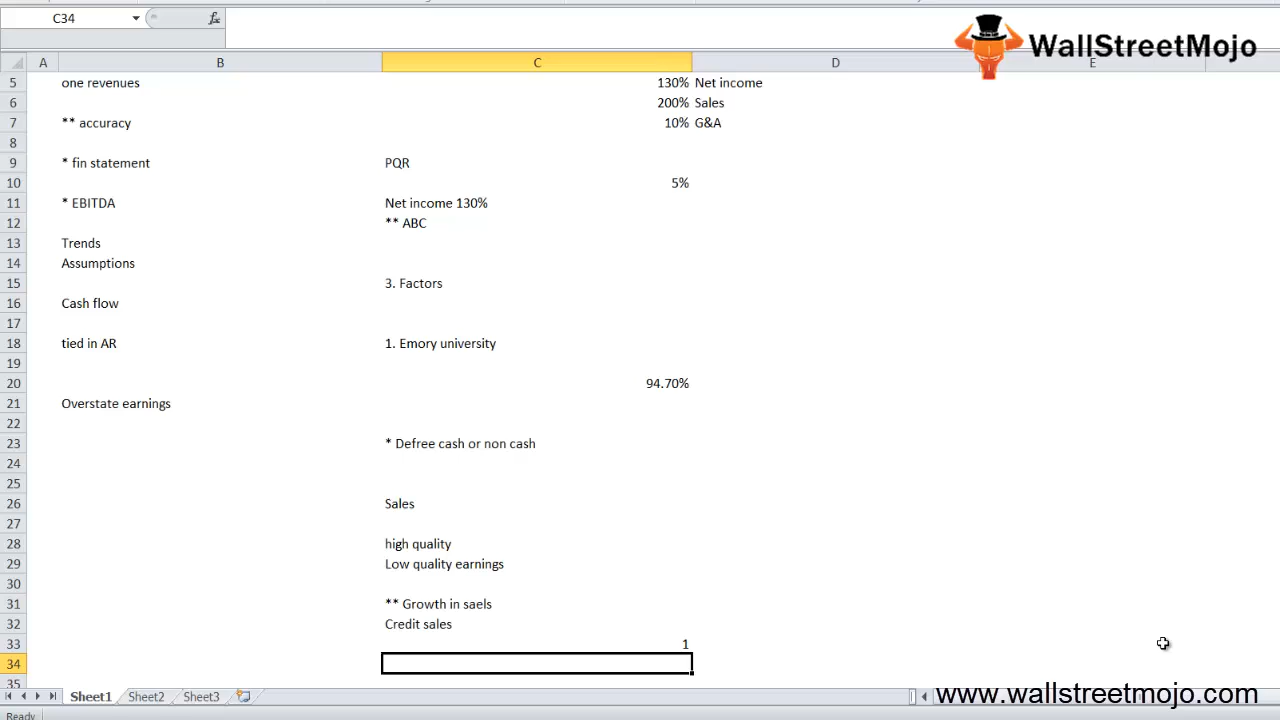 C34
fx
WallStreetMojo
A B C D E
5 one revenues 130% Net income
6 200% Sales
7 ** accuracy 10% G&A
8
9 * fin statement PQR
10 5%
11 * EBITDA Net income 130%
12 ** ABC
13 Trends
14 Assumptions
15 3. Factors
16 Cash flow
17
18 tied in AR 1. Emory university
19
20 94.70%
21 Overstate earnings
22
23 * Defree cash or non cash
24
25
26 Sales
27
28 high quality
29 Low quality earnings
30
31 ** Growth in saels
32 Credit sales
33 1
34
35
Sheet1 Sheet2 Sheet3
www.wallstreetmojo.com
Ready